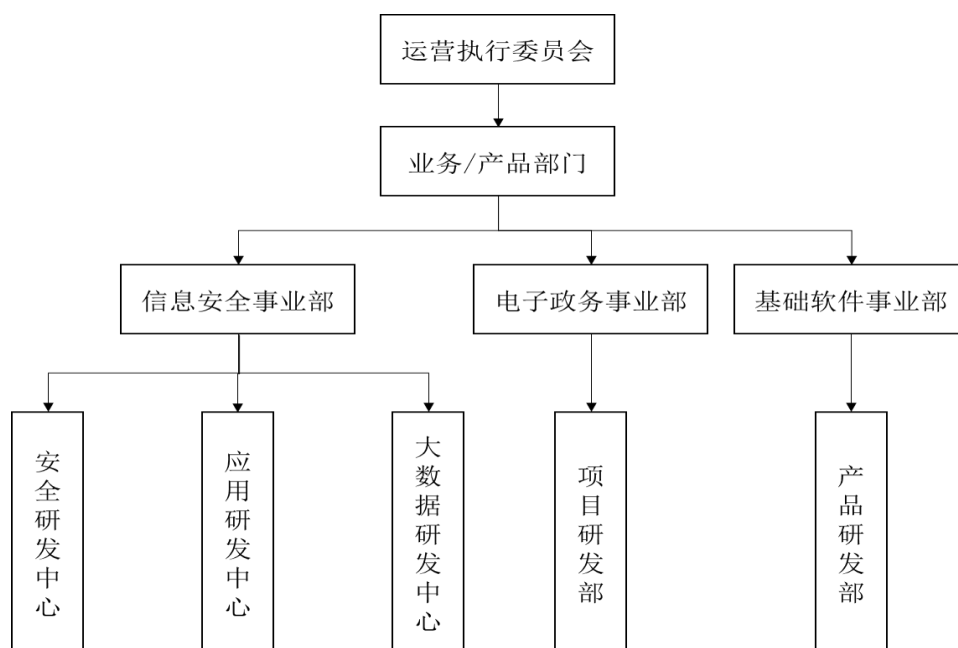 运营执行委员会
业务/产品部门
信息安全事业部
电子政务事业部
基础软件事业部
安全研发中心
应用研发中心
大数据研发中心
项目研发部
产品研发部